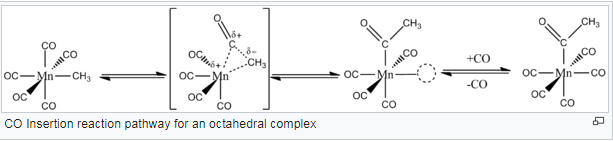 CO
CO
OC—Mn—CH3
OC
CO
O
δ+
C
δ-
OC
δ+
CH3
OC—Mn
OC
CO
O
CH3
C
CO
OC—Mn
OC
CO
+CO
-CO
O
CH3
C
CO
OC—Mn—CO
OC
CO
CO Insertion reaction pathway for an octahedral complex